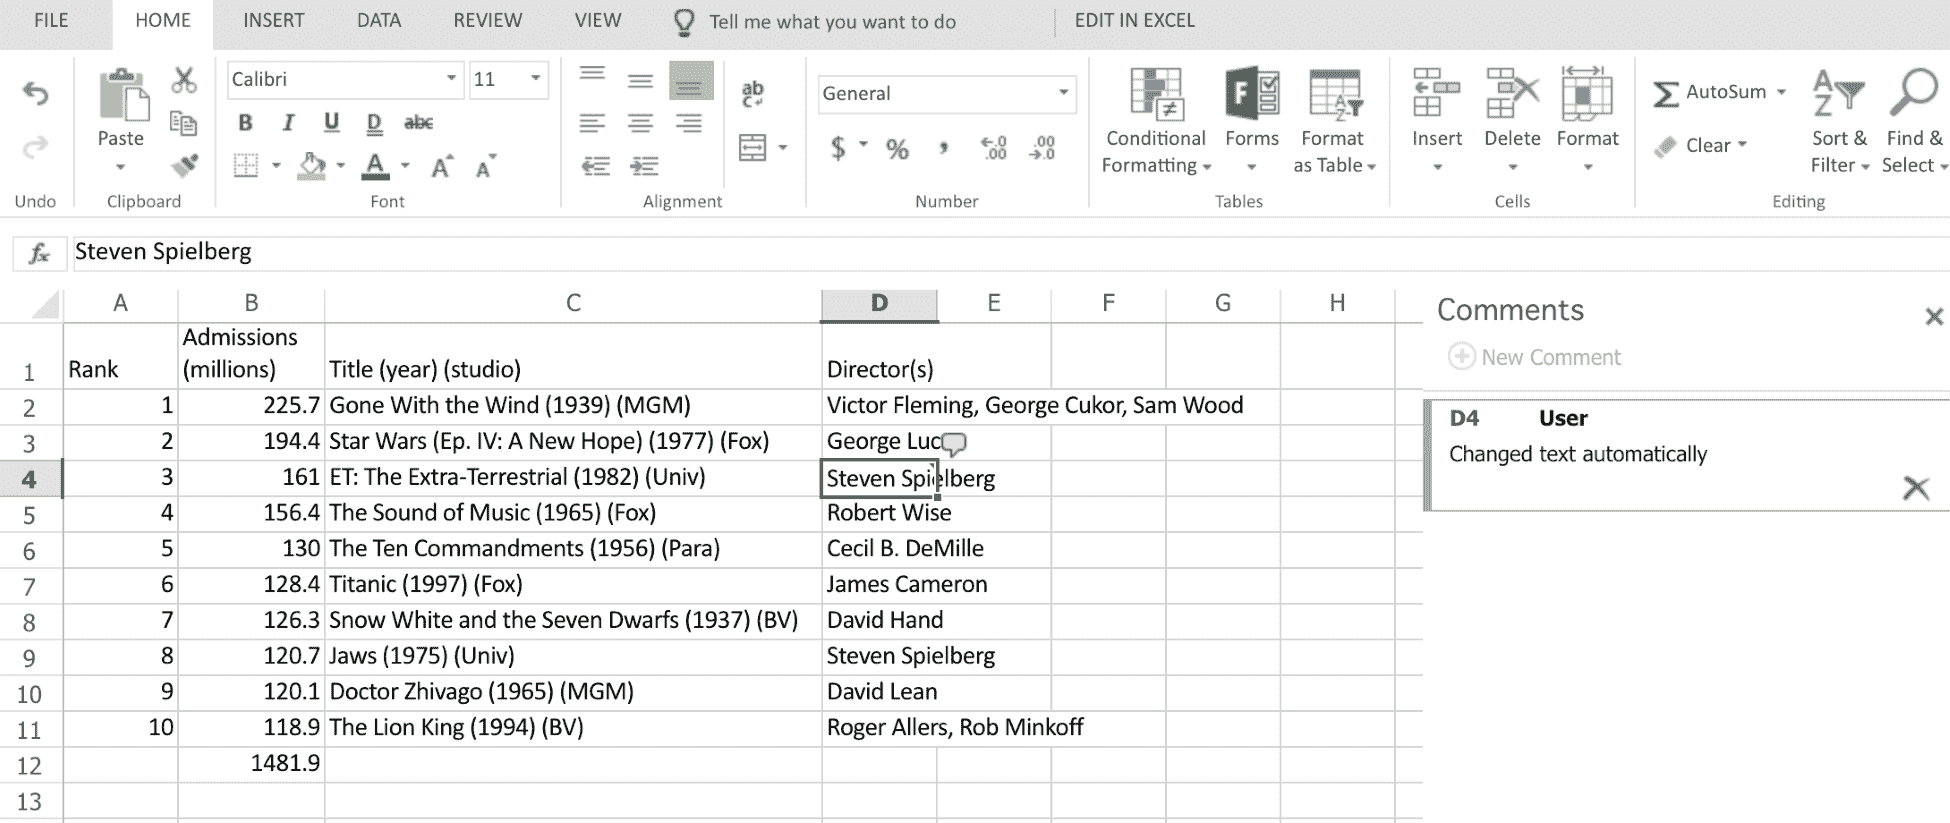 FILE HOME INSERT DATA REVIEW VIEW Tell me what you want to do EDIT IN EXCEL
Calibri 11 General AutoSum
Paste B I U D abc $ % , Conditional Formatting Forms Format as Table Insert Delete Format Clear Sort & Filter Find & Select
Undo Clipboard Font Alignment Number Tables Cells Editing
fx Steven Spielberg
A B C D E F G H
1 Rank Admissions (millions) Title (year) (studio) Director(s)
2 1 225.7 Gone With the Wind (1939) (MGM) Victor Fleming, George Cukor, Sam Wood
3 2 194.4 Star Wars (Ep. IV: A New Hope) (1977) (Fox) George Luc
4 3 161 ET: The Extra-Terrestrial (1982) (Univ) Steven Spielberg
5 4 156.4 The Sound of Music (1965) (Fox) Robert Wise
6 5 130 The Ten Commandments (1956) (Para) Cecil B. DeMille
7 6 128.4 Titanic (1997) (Fox) James Cameron
8 7 126.3 Snow White and the Seven Dwarfs (1937) (BV) David Hand
9 8 120.7 Jaws (1975) (Univ) Steven Spielberg
10 9 120.1 Doctor Zhivago (1965) (MGM) David Lean
11 10 118.9 The Lion King (1994) (BV) Roger Allers, Rob Minkoff
12 1481.9
13
Comments
New Comment
D4 User
Changed text automatically